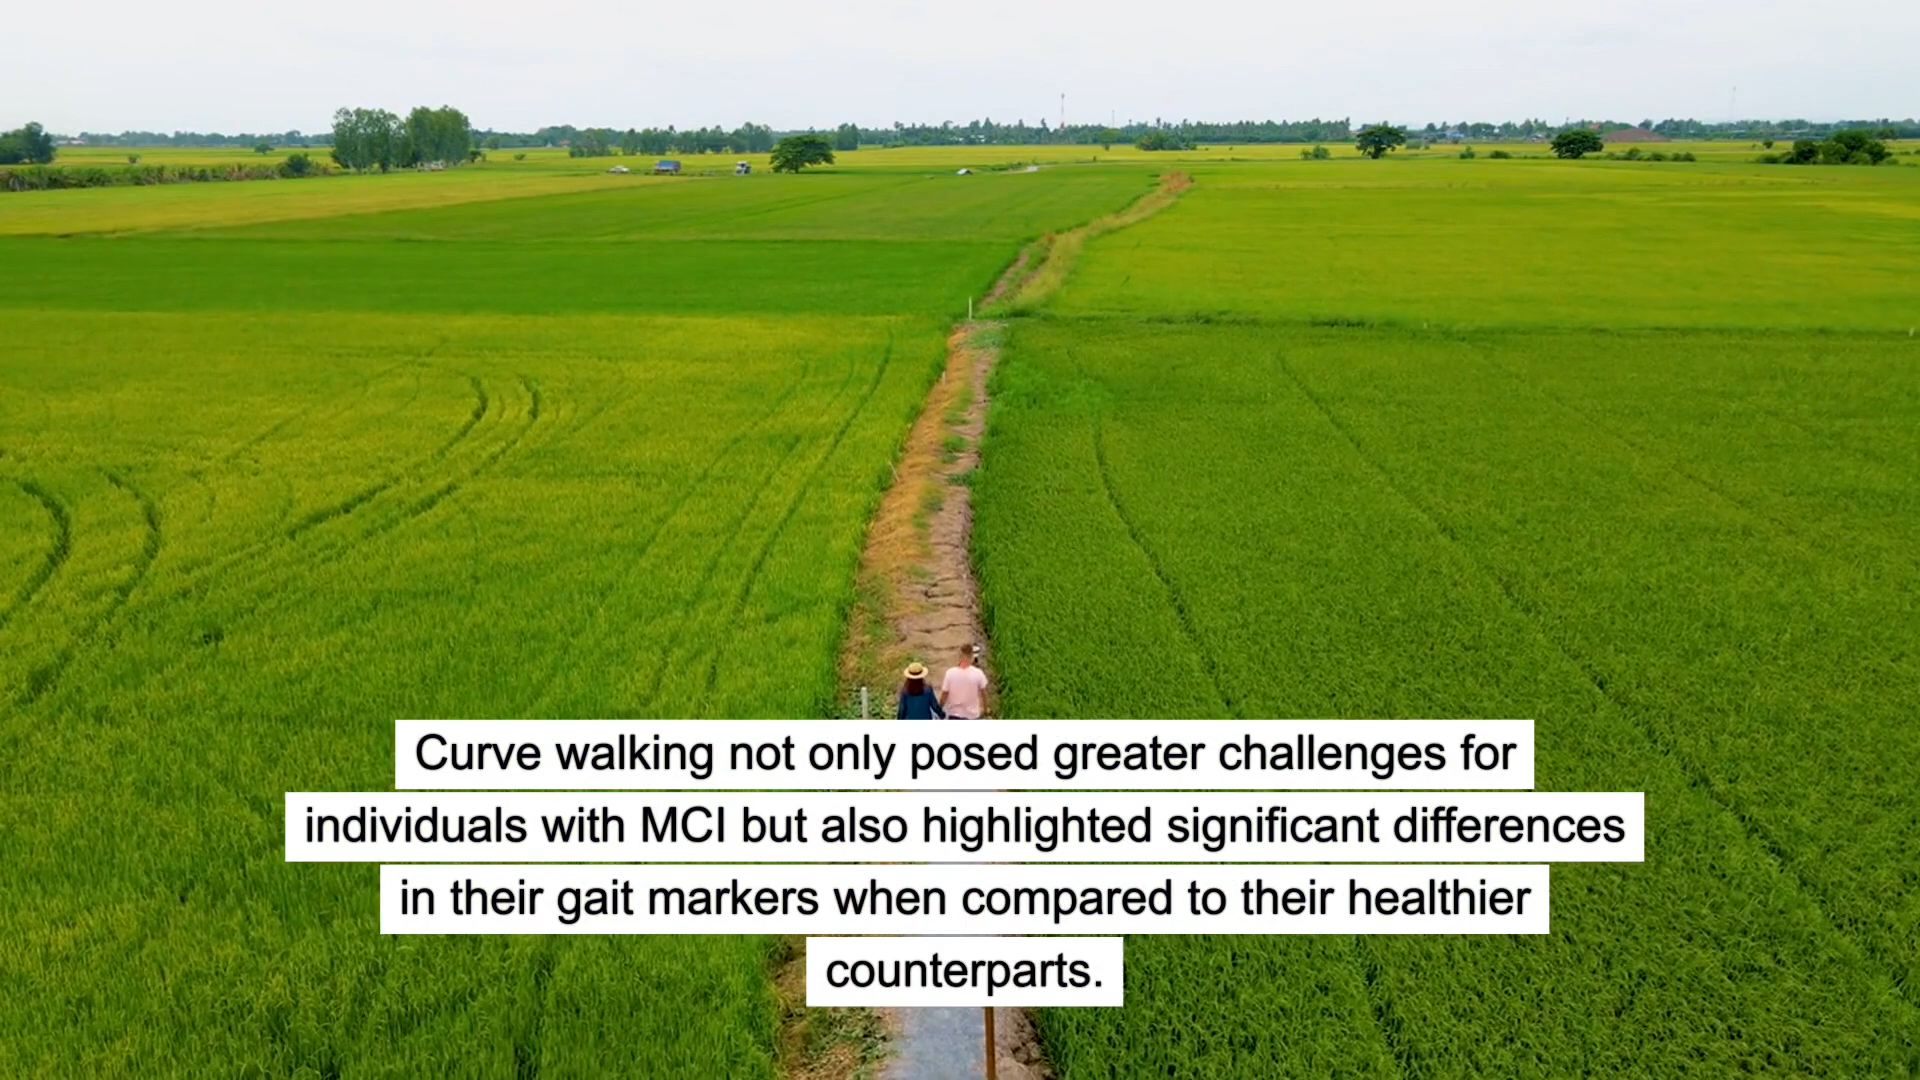 Curve walking not only posed greater challenges for
individuals with MCI but also highlighted significant differences
in their gait markers when compared to their healthier
counterparts.